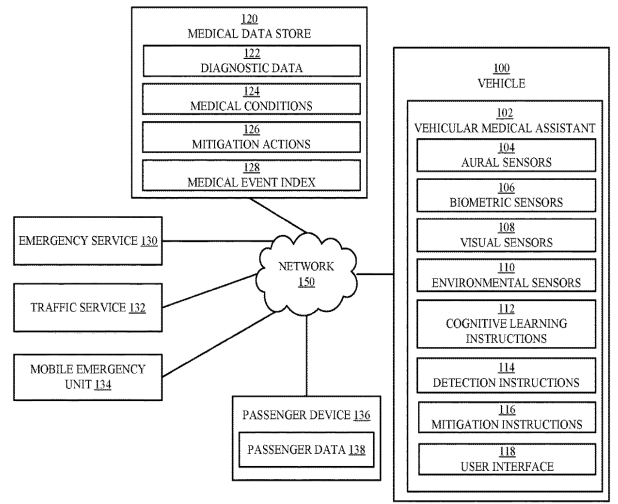 120
MEDICAL DATA STORE
122
DIAGNOSTIC DATA
124
MEDICAL CONDITIONS
126
MITIGATION ACTIONS
128
MEDICAL EVENT INDEX
EMERGENCY SERVICE 130
TRAFFIC SERVICE 132
MOBILE EMERGENCY
UNIT 134
NETWORK
150
PASSENGER DEVICE 136
PASSENGER DATA 138
100
VEHICLE
102
VEHICULAR MEDICAL ASSISTANT
104
AURAL SENSORS
106
BIOMETRIC SENSORS
108
VISUAL SENSORS
110
ENVIRONMENTAL SENSORS
112
COGNITIVE LEARNING
INSTRUCTIONS
114
DETECTION INSTRUCTIONS
116
MITIGATION INSTRUCTIONS
118
USER INTERFACE